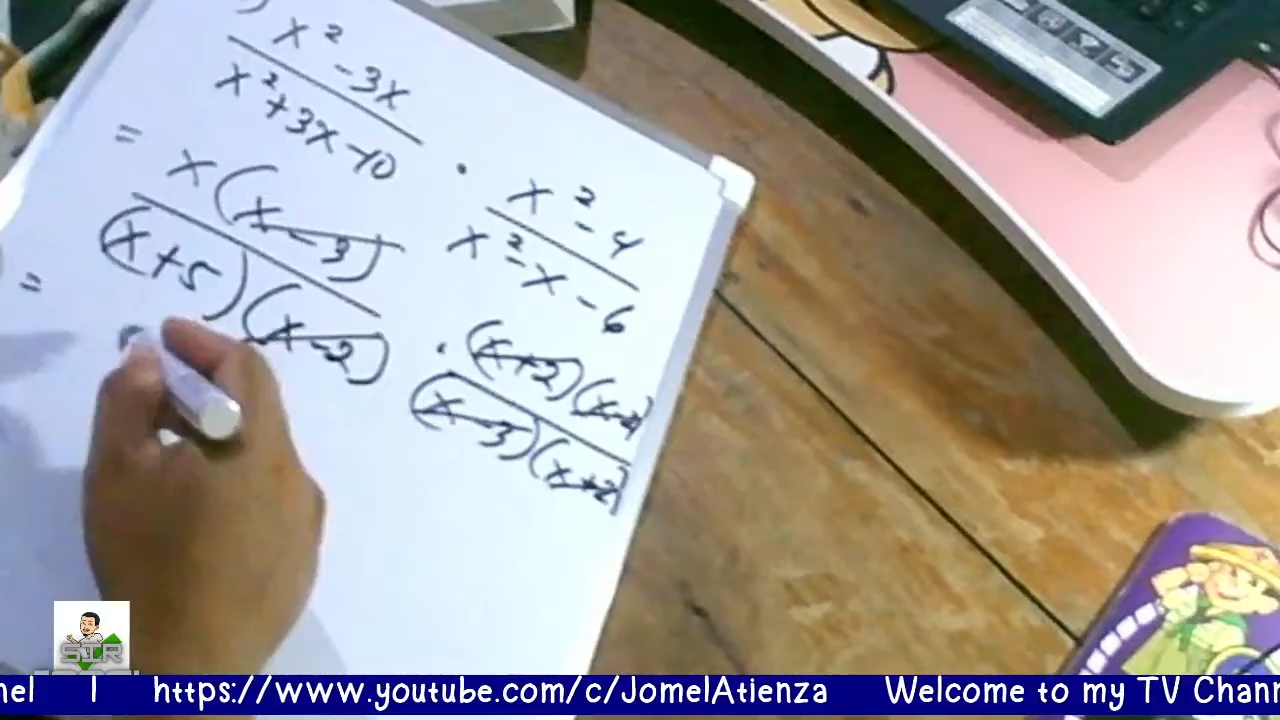 x² - 3x / x² + 3x - 10 · x² - 4 / x² - x - 6
= x(x - 3) / (x + 5)(x - 2) · (x + 2)(x - 2) / (x - 3)(x + 2)
=
SIR
nel | https://www.youtube.com/c/JomelAtienza Welcome to my TV Chann